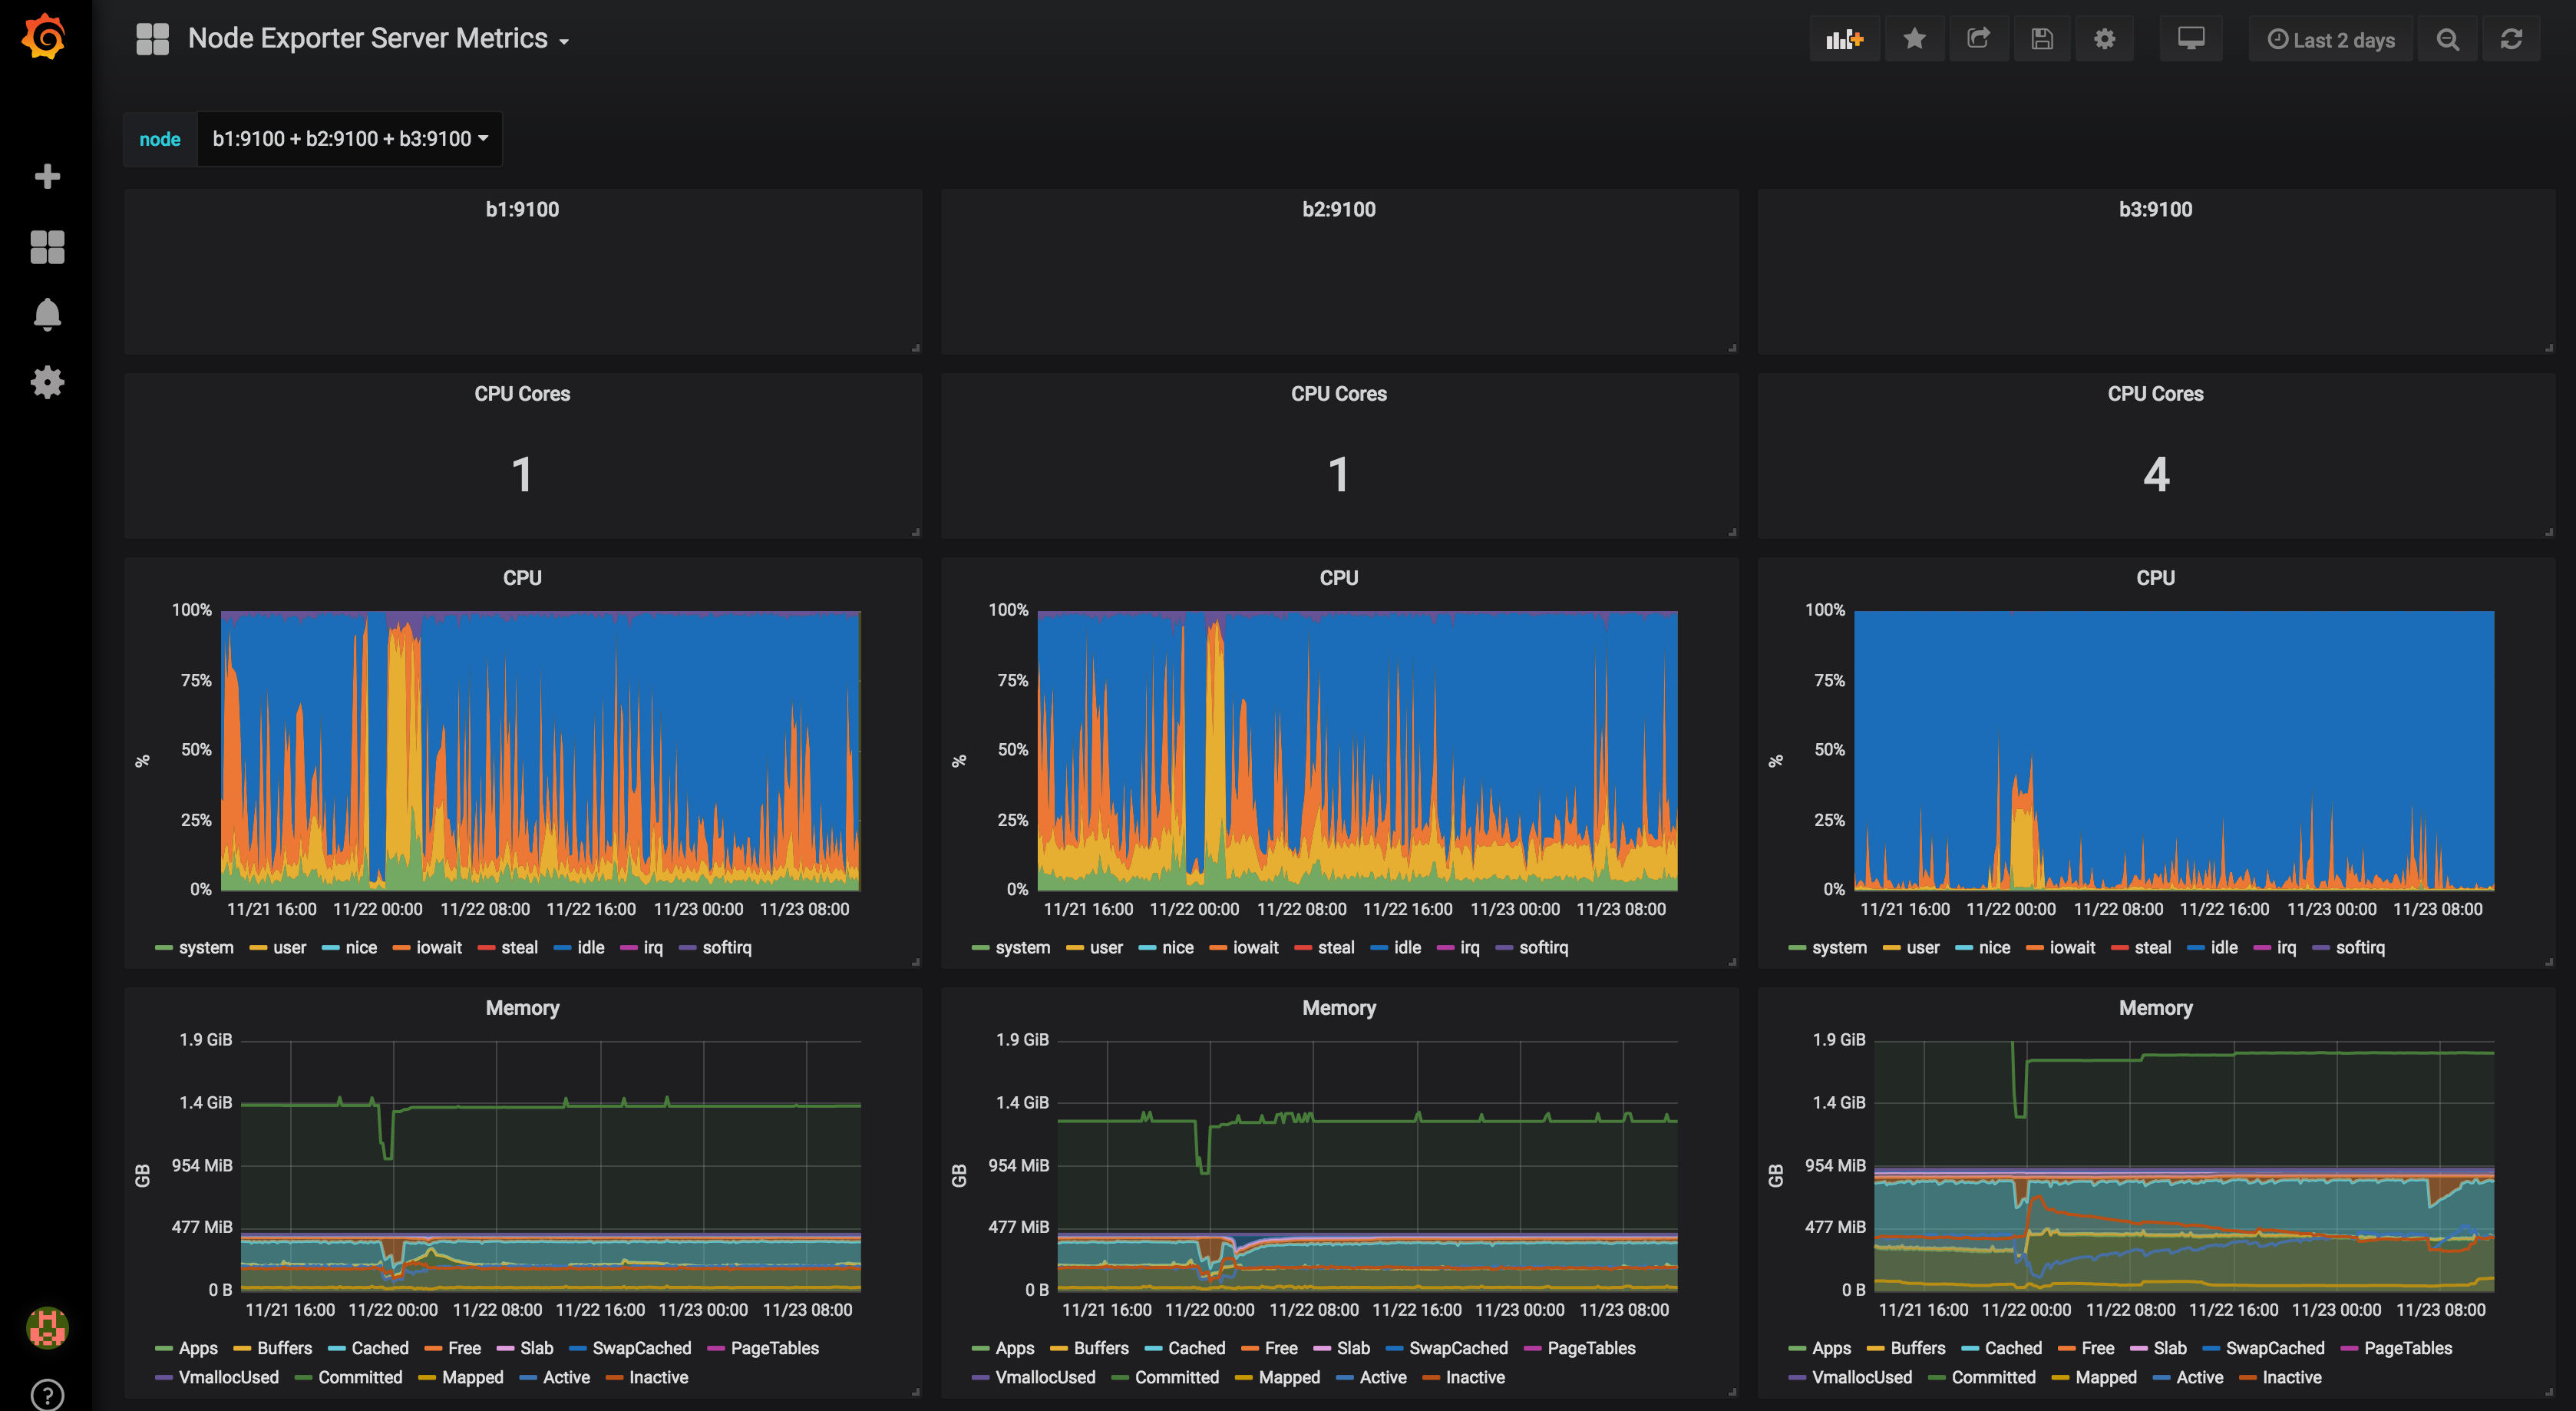 Node Exporter Server Metrics
Last 2 days
node b1:9100 + b2:9100 + b3:9100
b1:9100
b2:9100
b3:9100
CPU Cores
1
CPU Cores
1
CPU Cores
4
CPU
100%
75%
50%
25%
0%
%
11/21 16:00 11/22 00:00 11/22 08:00 11/22 16:00 11/23 00:00 11/23 08:00
system user nice iowait steal idle irq softirq
CPU
100%
75%
50%
25%
0%
%
11/21 16:00 11/22 00:00 11/22 08:00 11/22 16:00 11/23 00:00 11/23 08:00
system user nice iowait steal idle irq softirq
CPU
100%
75%
50%
25%
0%
%
11/21 16:00 11/22 00:00 11/22 08:00 11/22 16:00 11/23 00:00 11/23 08:00
system user nice iowait steal idle irq softirq
Memory
1.9 GiB
1.4 GiB
954 MiB
477 MiB
0 B
GB
11/21 16:00 11/22 00:00 11/22 08:00 11/22 16:00 11/23 00:00 11/23 08:00
Apps Buffers Cached Free Slab SwapCached PageTables
VmallocUsed Committed Mapped Active Inactive
Memory
1.9 GiB
1.4 GiB
954 MiB
477 MiB
0 B
GB
11/21 16:00 11/22 00:00 11/22 08:00 11/22 16:00 11/23 00:00 11/23 08:00
Apps Buffers Cached Free Slab SwapCached PageTables
VmallocUsed Committed Mapped Active Inactive
Memory
1.9 GiB
1.4 GiB
954 MiB
477 MiB
0 B
GB
11/21 16:00 11/22 00:00 11/22 08:00 11/22 16:00 11/23 00:00 11/23 08:00
Apps Buffers Cached Free Slab SwapCached PageTables
VmallocUsed Committed Mapped Active Inactive